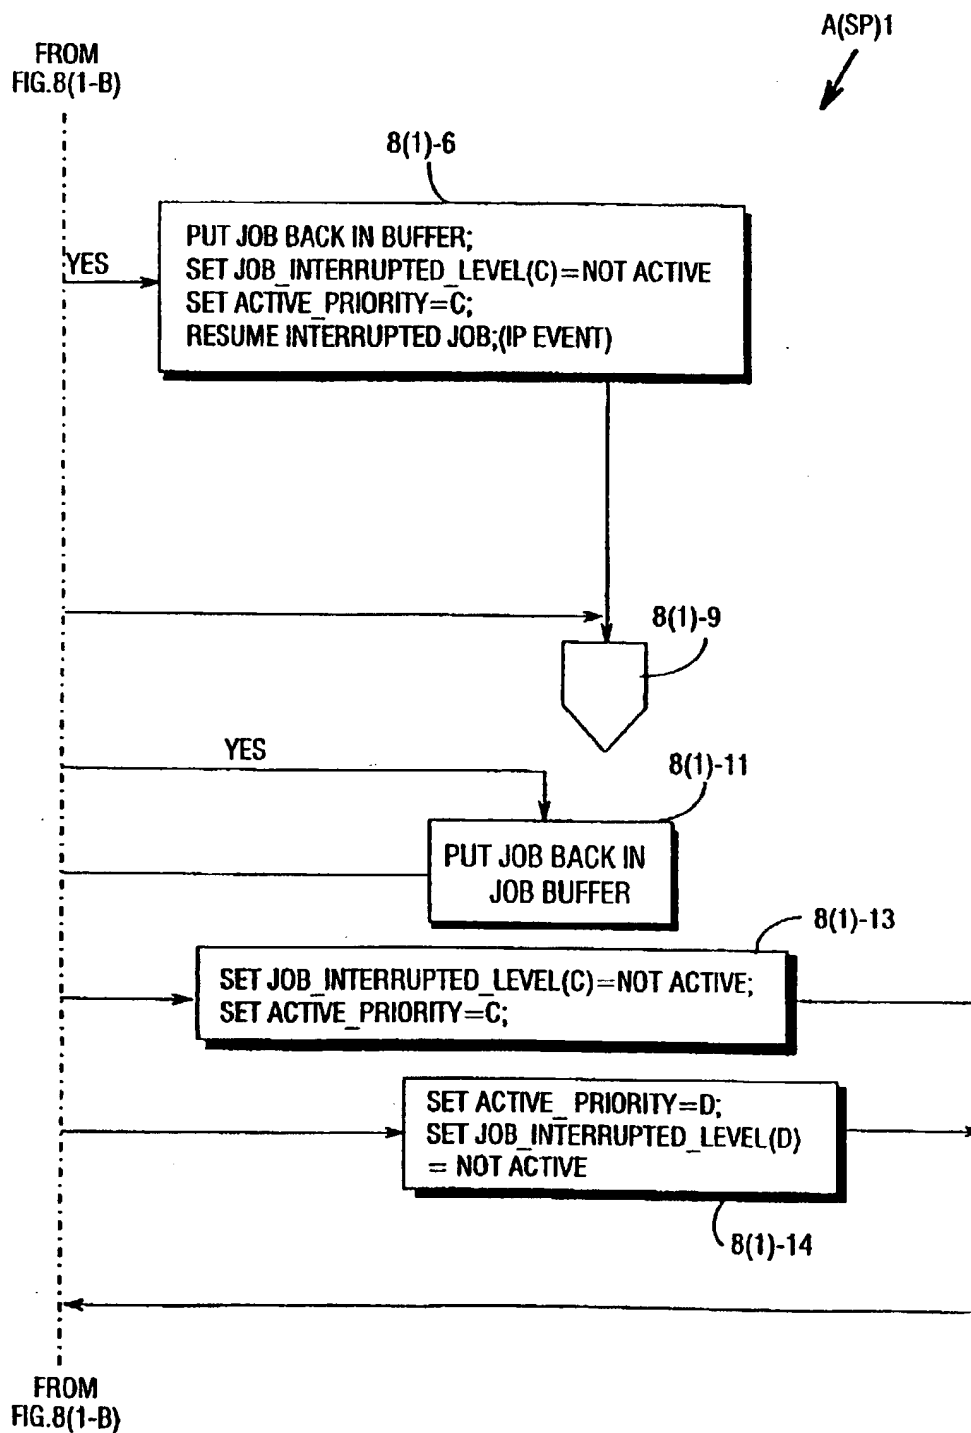 A(SP)1
FROM
FIG.8(1-B)
8(1)-6
PUT JOB BACK IN BUFFER;
SET JOB_INTERRUPTED_LEVEL(C)=NOT ACTIVE
SET ACTIVE_PRIORITY=C;
RESUME INTERRUPTED JOB;(IP EVENT)
YES
8(1)-9
YES
8(1)-11
PUT JOB BACK IN
JOB BUFFER
8(1)-13
SET JOB_INTERRUPTED_LEVEL(C)=NOT ACTIVE;
SET ACTIVE_PRIORITY=C;
SET ACTIVE_ PRIORITY=D;
SET JOB_INTERRUPTED_LEVEL(D)
= NOT ACTIVE
8(1)-14
FROM
FIG.8(1-B)